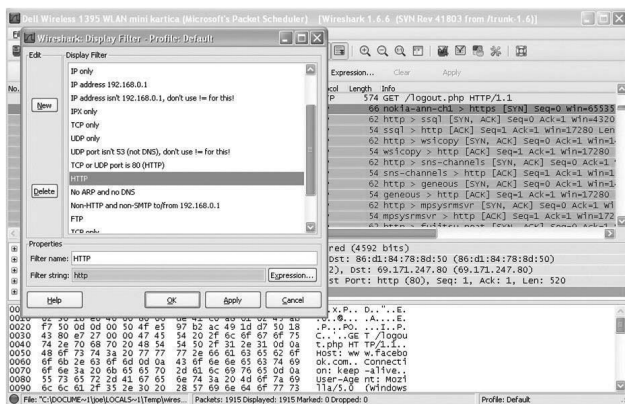 Dell Wireless 1395 WLAN mini kartica (Microsoft's Packet Scheduler) [Wireshark 1.6.6 (SVN Rev 41803 from /trunk-1.6)]
Wireshark: Display Filter - Profile: Default
Edit
Display Filter
IP only
IP address 192.168.0.1
IP address isn't 192.168.0.1, don't use != for this!
IPX only
TCP only
UDP only
UDP port isn't 53 (not DNS), don't use != for this!
TCP or UDP port is 80 (HTTP)
HTTP
No ARP and no DNS
Non-HTTP and non-SMTP to/from 192.168.0.1
FTP
New
Delete
Properties
Filter name: HTTP
Filter string: http
Expression...
Help
OK
Apply
Cancel
Expression... Clear Apply
No.
col Length Info
574 GET /logout.php HTTP/1.1
66 nokia-ann-ch1 > https [SYN] Seq=0 Win=65535
62 http > ssql [SYN, ACK] Seq=0 Ack=1 Win=4320
54 ssql > http [ACK] Seq=1 Ack=1 Win=17280 Len
62 http > wsicopy [SYN, ACK] Seq=0 Ack=1 Win=
54 wsicopy > http [ACK] Seq=1 Ack=1 Win=17280
62 http > sns-channels [SYN, ACK] Seq=0 Ack=1
54 sns-channels > http [ACK] Seq=1 Ack=1 Win=
62 http > geneous [SYN, ACK] Seq=0 Ack=1 Win=
54 geneous > http [ACK] Seq=1 Ack=1 Win=17280
62 http > mpsysrmsvr [SYN, ACK] Seq=0 Ack=1
54 mpsysrmsvr > http [ACK] Seq=1 Ack=1 Win=172
red (4592 bits)
Dst: 86:d1:84:78:8d:50 (86:d1:84:78:8d:50)
2), Dst: 69.171.247.80 (69.171.247.80)
st Port: http (80), Seq: 1, Ack: 1, Len: 520
0020 f7 50 0d 0d 00 50 4f e5 97 b2 ac 49 1d d7 50 18 .P...PO. ...I..P.
0030 43 80 e7 27 00 00 47 45 54 20 2f 6c 6f 67 6f 75 C..'..GE T /logou
0040 74 2e 70 68 70 20 48 54 54 50 2f 31 2e 31 0d 0a t.php HT TP/1.1..
0050 48 6f 73 74 3a 20 77 77 77 2e 66 61 63 65 62 6f Host: ww w.facebo
0060 6f 6b 2e 63 6f 6d 0d 0a 43 6f 6e 6e 65 63 74 69 ok.com.. Connecti
0070 6f 6e 3a 20 6b 65 65 70 2d 61 6c 69 76 65 0d 0a on: keep -alive..
0080 55 73 65 72 2d 41 67 65 6e 74 3a 20 4d 6f 7a 69 User-Age nt: Mozi
0090 6c 6c 61 2f 35 2e 30 20 28 57 69 6e 64 6f 77 73 lla/5.0 (Windows
File: "C:\DOCUME~1\joe\LOCALS~1\Temp\wires... Packets: 1915 Displayed: 1915 Marked: 0 Dropped: 0
Profile: Default